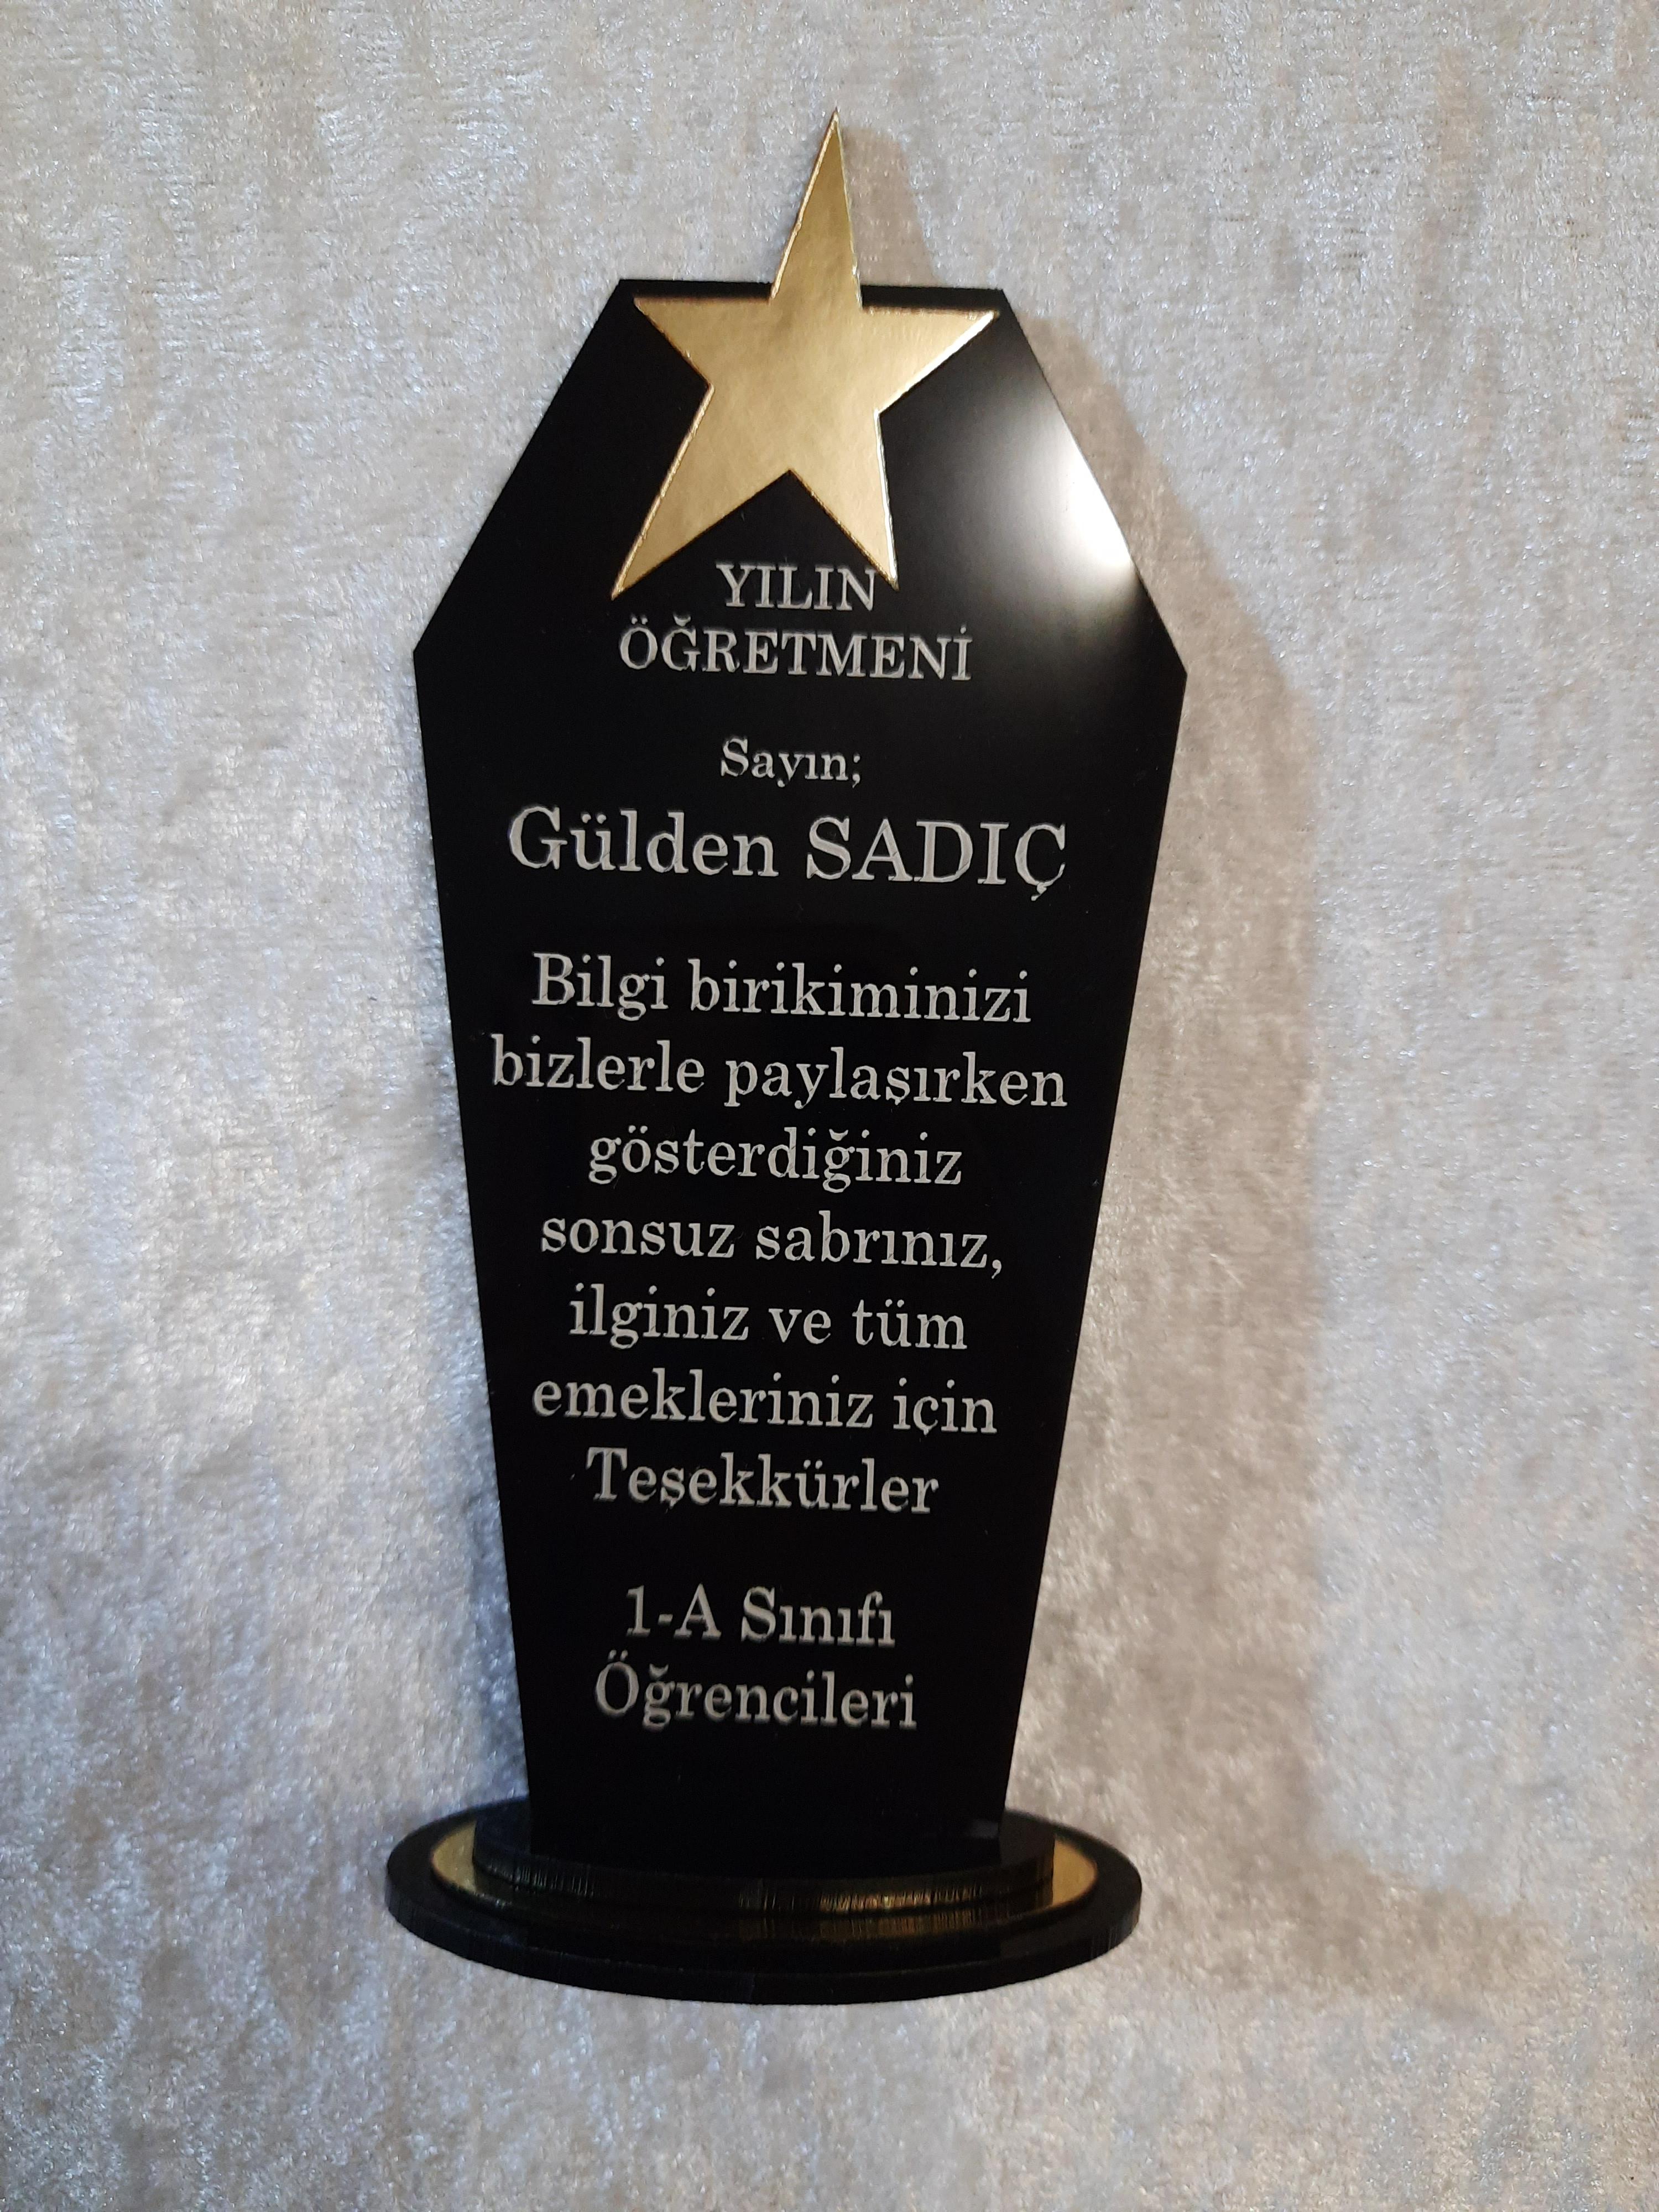 YILIN
ÖĞRETMENİ
Sayın;
Gülden SADIÇ
Bilgi birikiminizi
bizlerle paylaşırken
gösterdiğiniz
sonsuz sabrınız,
ilginiz ve tüm
emekleriniz için
Teşekkürler
1-A Sınıfı
Öğrencileri